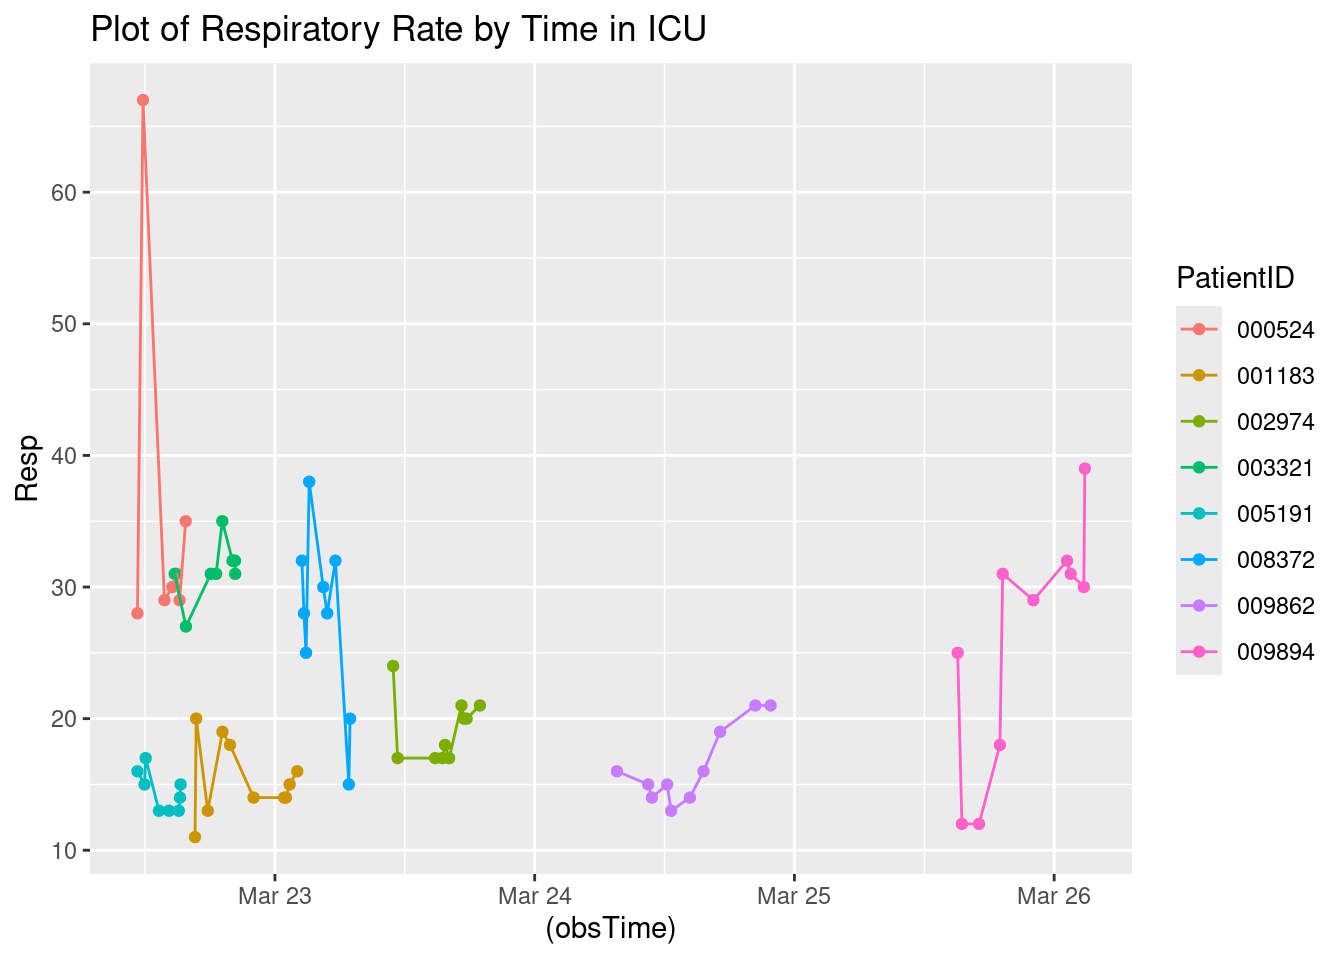 Plot of Respiratory Rate by Time in ICU
60
50
40
30
20
10
Resp
Mar 23
Mar 24
Mar 25
Mar 26
(obsTime)
PatientID
000524
001183
002974
003321
005191
008372
009862
009894